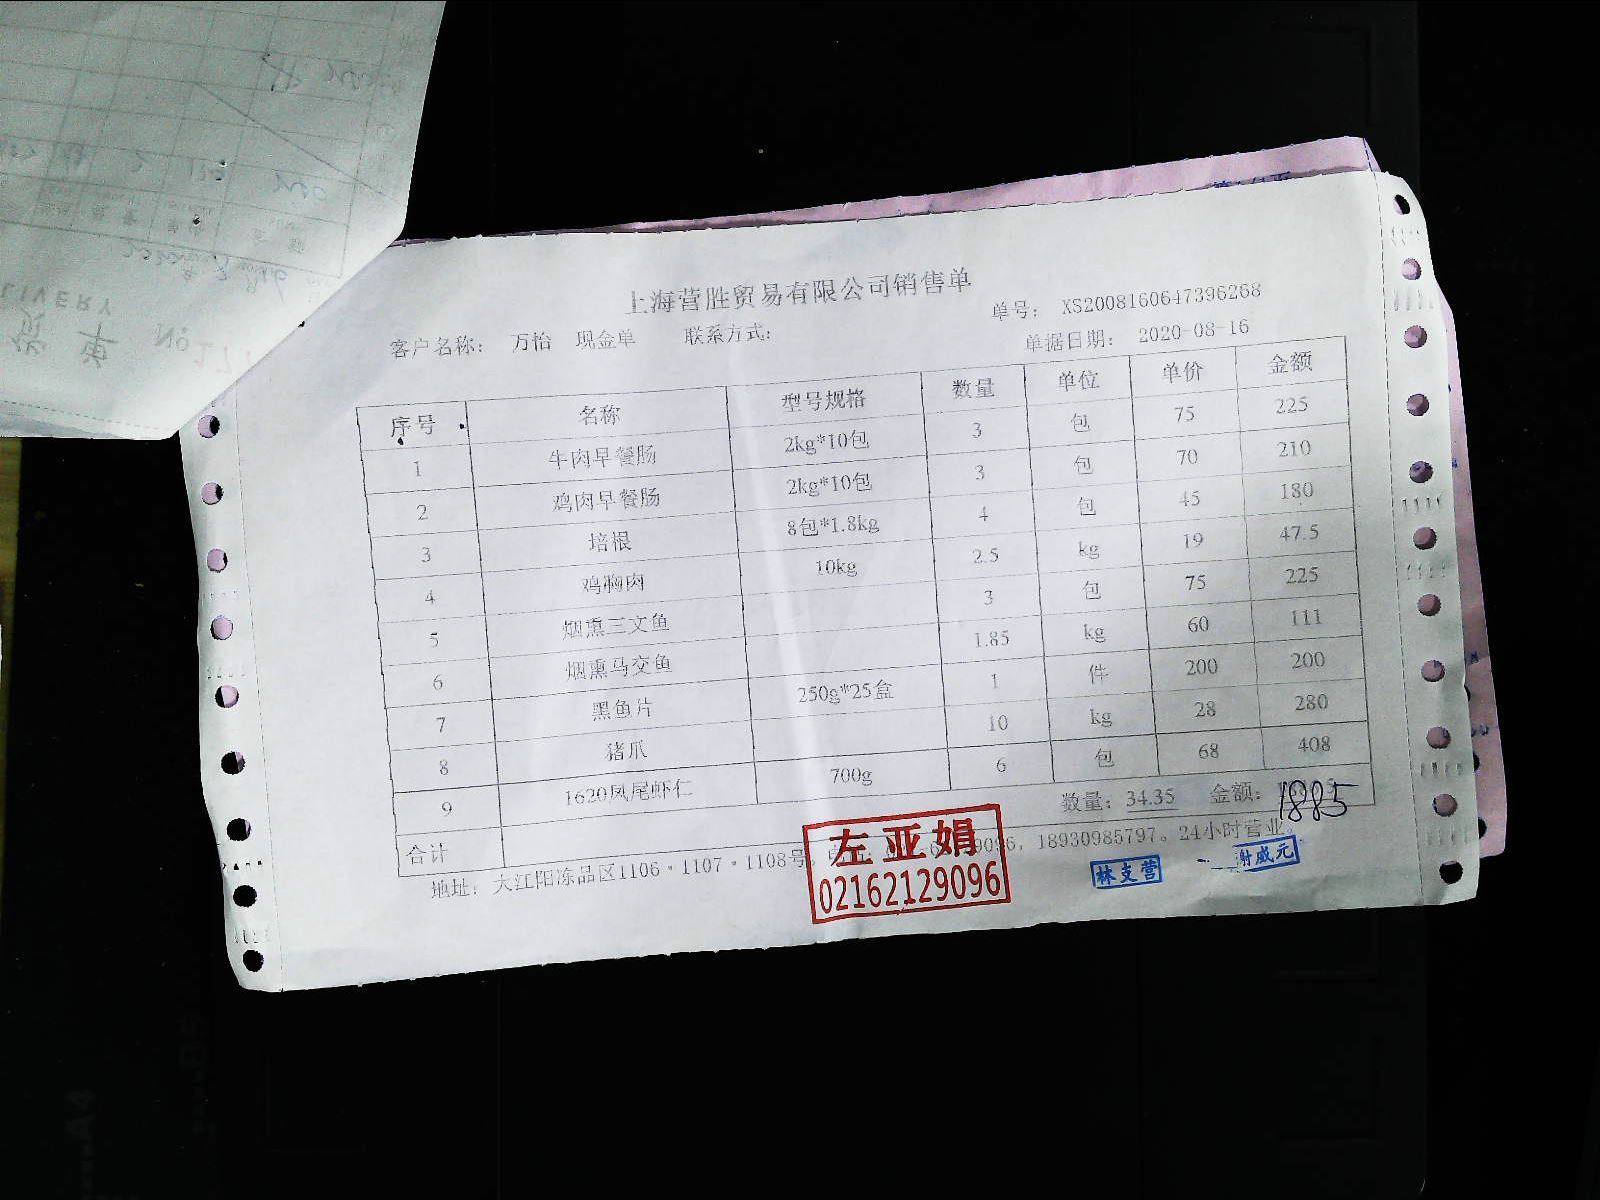 上海营胜贸易有限公司销售单
单号： XS2008160647396268
客户名称： 万怡 现金单 联系方式：
单据日期： 2020-08-16
序号 名称 型号规格 数量 单位 单价 金额
1 牛肉早餐肠 2kg*10包 3 包 75 225
2 鸡肉早餐肠 2kg*10包 3 包 70 210
3 培根 8包*1.8kg 4 包 45 180
4 鸡胸肉 10kg 2.5 kg 19 47.5
5 烟熏三文鱼 3 包 75 225
6 烟熏马交鱼 1.85 kg 60 111
7 黑鱼片 250g*25盒 1 件 200 200
8 猪爪 10 kg 28 280
9 1620凤尾虾仁 700g 6 包 68 408
合计 数量：34.35 金额： 1885
地址： 大江阳冻品区1106·1107·1108号 18930985797。24小时营业。
左亚娟
02162129096
林支营
谢威元
LIVERY
单 No